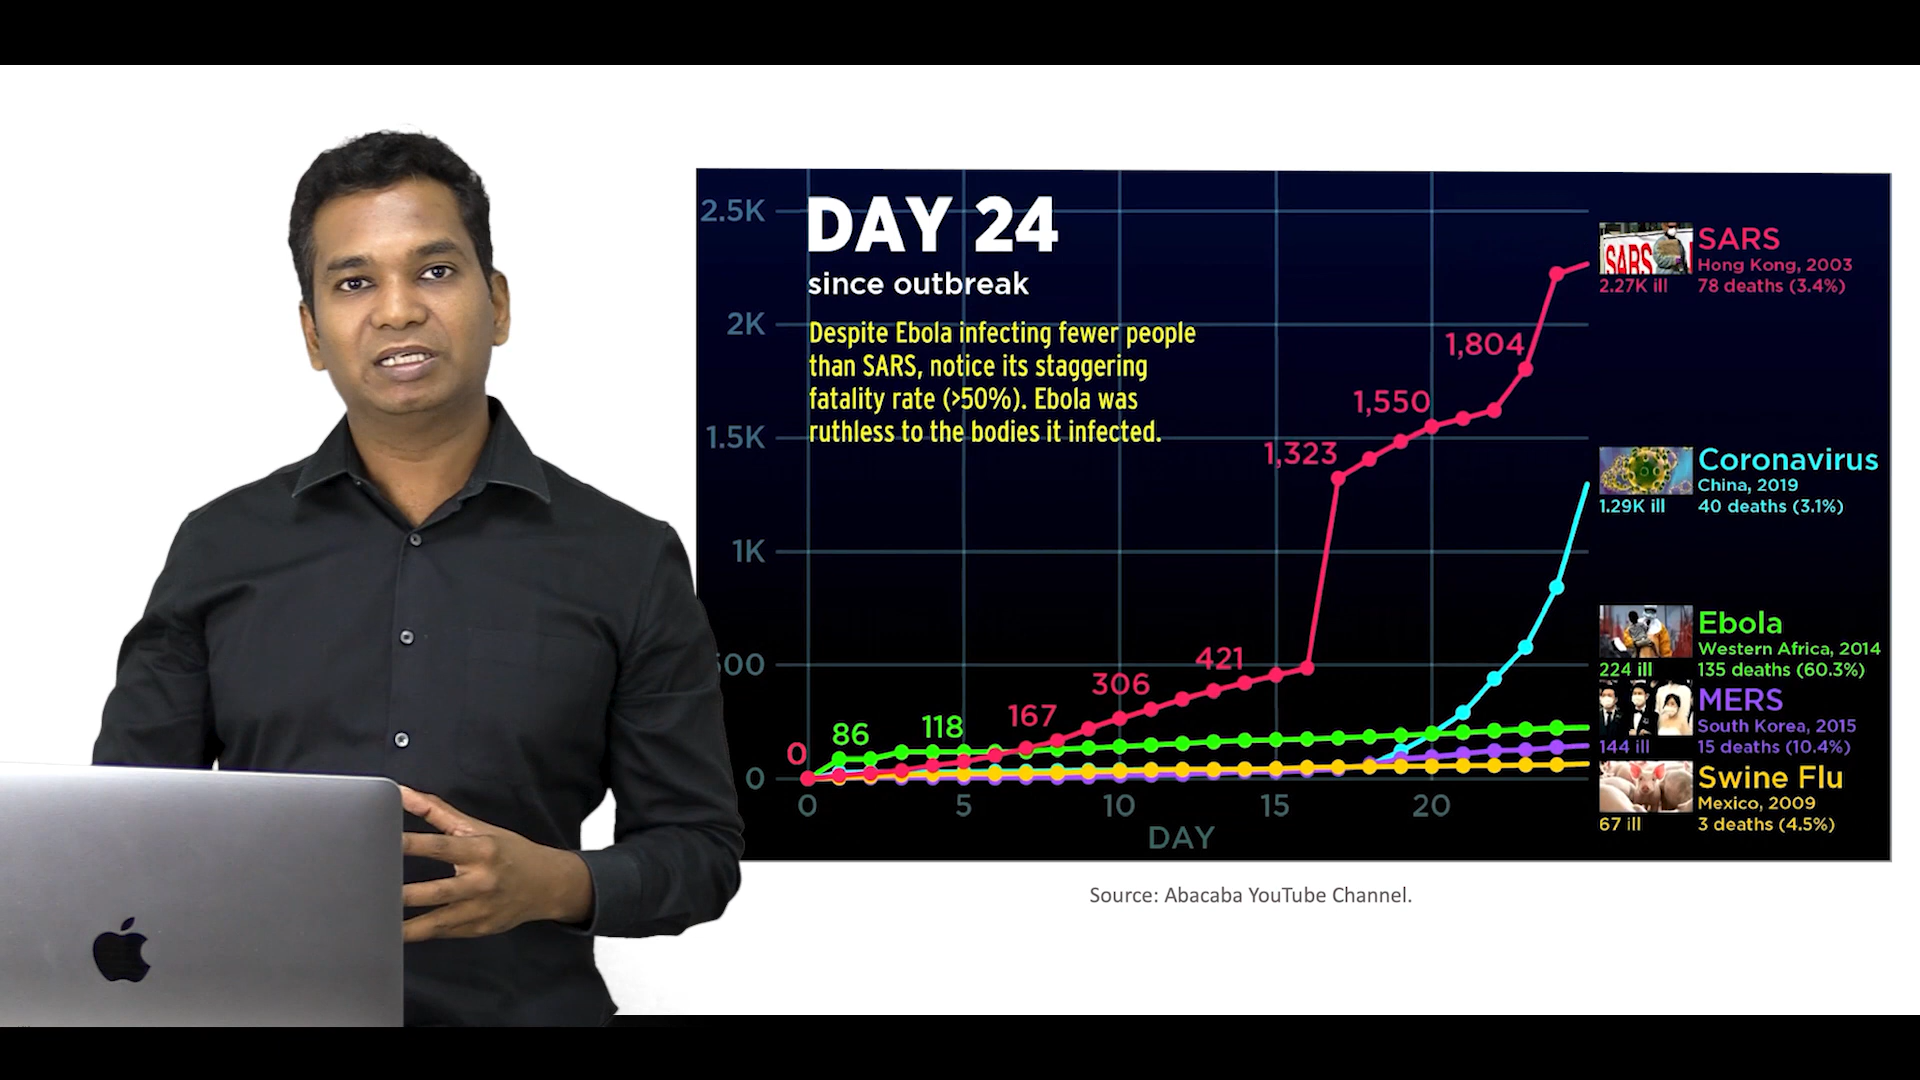 DAY 24
since outbreak
Despite Ebola infecting fewer people
than SARS, notice its staggering
fatality rate (>50%). Ebola was
ruthless to the bodies it infected.
2.5K
2K
1.5K
1K
500
0
0
86
118
167
306
421
1,323
1,550
1,804
0
5
10
15
20
DAY
SARS
SARS
Hong Kong, 2003
2.27K ill
78 deaths (3.4%)
Coronavirus
China, 2019
1.29K ill
40 deaths (3.1%)
Ebola
Western Africa, 2014
224 ill
135 deaths (60.3%)
MERS
South Korea, 2015
144 ill
15 deaths (10.4%)
Swine Flu
Mexico, 2009
67 ill
3 deaths (4.5%)
Source: Abacaba YouTube Channel.